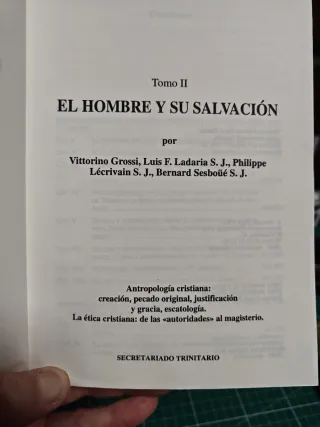 Tomo II
EL HOMBRE Y SU SALVACIÓN
por
Vittorino Grossi, Luis F. Ladaria S. J., Philippe
Lécrivain S. J., Bernard Sesboüé S. J.
Antropología cristiana:
creación, pecado original, justificación
y gracia, escatología.
La ética cristiana: de las «autoridades» al magisterio.
SECRETARIADO TRINITARIO